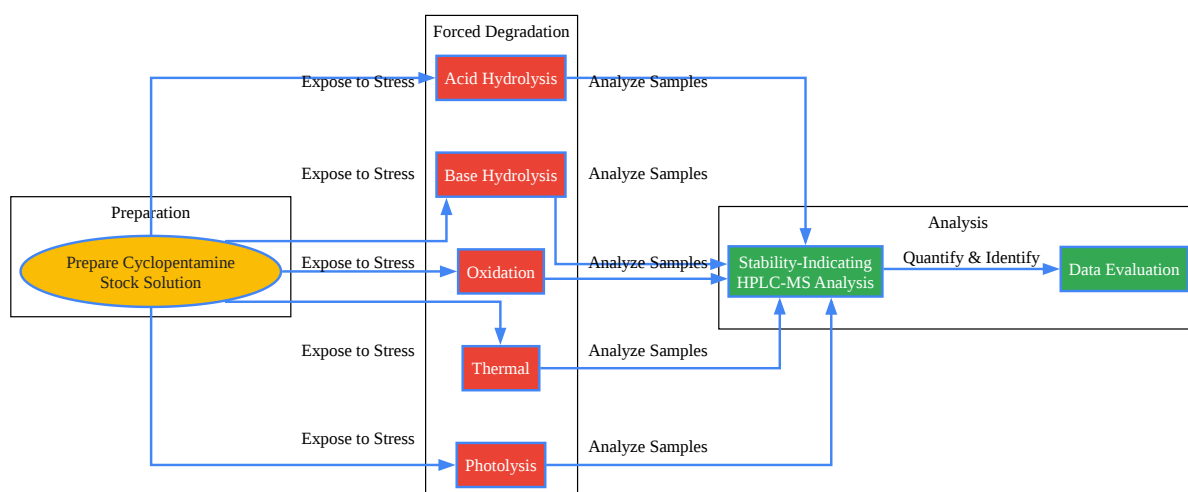 Forced Degradation
Expose to Stress
Acid Hydrolysis
Analyze Samples
Expose to Stress
Base Hydrolysis
Analyze Samples
Preparation
Analysis
Prepare Cyclopentamine
Stock Solution
Expose to Stress
Oxidation
Analyze Samples
Stability-Indicating
HPLC-MS Analysis
Quantify & Identify
Data Evaluation
Expose to Stress
Thermal
Analyze Samples
Expose to Stress
Photolysis
Analyze Samples